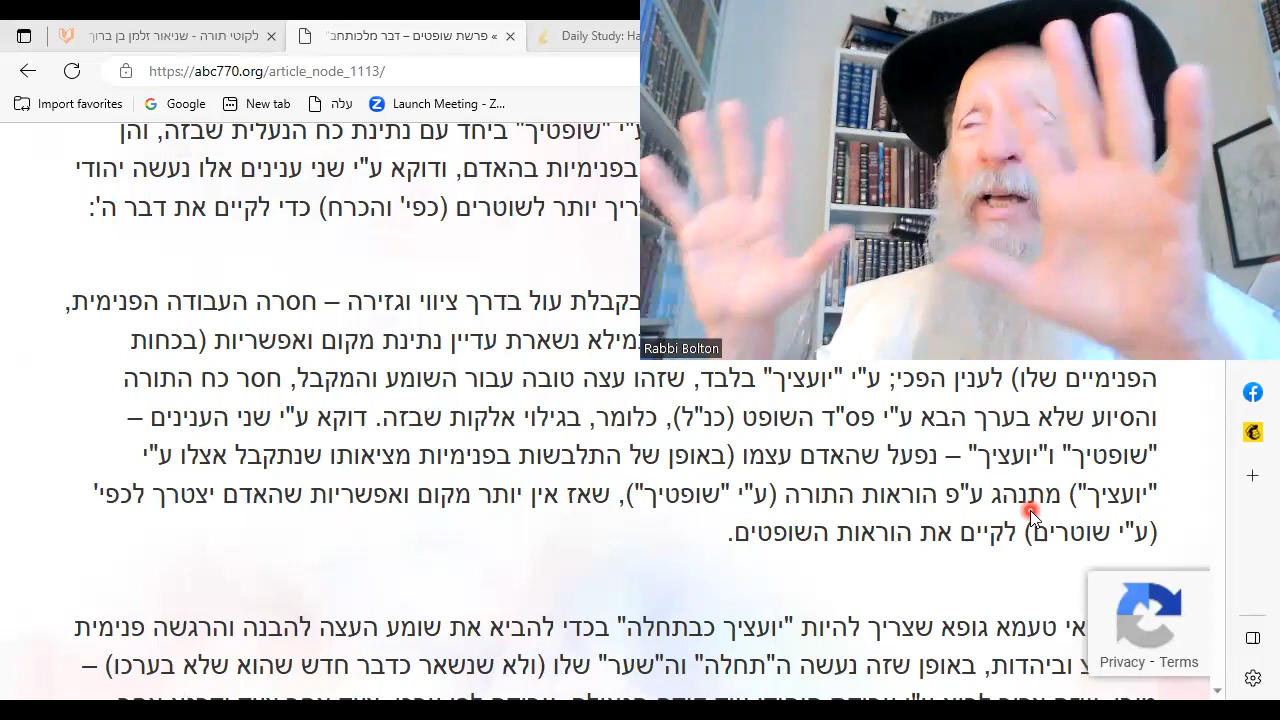 לקוטי תורה - שניאור זלמן בן ברוך
» פרשת שופטים – דבר מלכותחב"
Daily Study: Ha
https://abc770.org/article_node_1113/
Import favorites
Google
New tab
עלה
Launch Meeting - Z...
Rabbi Bolton
ע"י "שופטיך" ביחד עם נתינת כח הנעלית שבזה, והן
בפנימיות בהאדם, ודוקא ע"י שני ענינים אלו נעשה יהודי
יותר לשוטרים (כפי' והכרח) כדי לקיים את דבר ה':
בקבלת עול בדרך ציווי וגזירה – חסרה העבודה הפנימית,
נשארת עדיין נתינת מקום ואפשריות (בכחות
הפנימיים שלו) לענין הפכי; ע"י "יועציך" בלבד, שזהו עצה טובה עבור השומע והמקבל, חסר כח התורה
והסיוע שלא בערך הבא ע"י פס"ד השופט (כנ"ל), כלומר, בגילוי אלקות שבזה. דוקא ע"י שני הענינים –
"שופטיך" ו"יועציך" – נפעל שהאדם עצמו (באופן של התלבשות בפנימיות מציאותו שנתקבל אצלו ע"י
"יועציך") מתנהג ע"פ הוראות התורה (ע"י "שופטיך"), שאז אין יותר מקום ואפשריות שהאדם יצטרך לכפי'
(ע"י שוטרים) לקיים את הוראות השופטים.
טעמא גופא שצריך להיות "יועציך כבתחלה" בכדי להביא את שומע העצה להבנה והרגשה פנימית
וביהדות, באופן שזה נעשה ה"תחלה" וה"שער" שלו (ולא שנשאר כדבר חדש שהוא שלא בערכו) –
Privacy - Terms